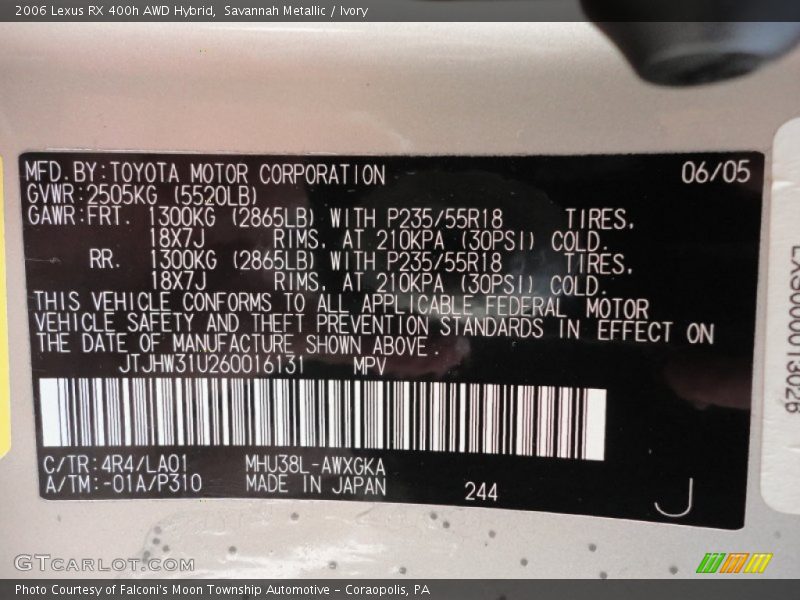 2006 Lexus RX 400h AWD Hybrid,  Savannah Metallic / Ivory
MFD.BY:TOYOTA MOTOR CORPORATION 06/05
GVWR:2505KG (5520LB)
GAWR:FRT. 1300KG (2865LB) WITH P235/55R18 TIRES,
18X7J RIMS, AT 210KPA (30PSI) COLD.
RR. 1300KG (2865LB) WITH P235/55R18 TIRES,
18X7J RIMS, AT 210KPA (30PSI) COLD.
THIS VEHICLE CONFORMS TO ALL APPLICABLE FEDERAL MOTOR
VEHICLE SAFETY AND THEFT PREVENTION STANDARDS IN EFFECT ON
THE DATE OF MANUFACTURE SHOWN ABOVE.
JTJHW31U260016131 MPV
C/TR:4R4/LA01 MHU38L-AWXGKA
A/TM:-01A/P310 MADE IN JAPAN 244 J
EXS000013026
GTCARLOT.COM
Photo Courtesy of Falconi's Moon Township Automotive - Coraopolis, PA